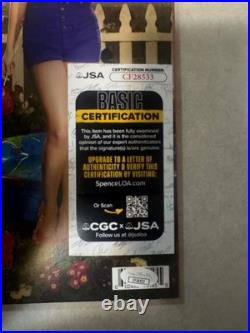 JSA
CERTIFICATION NUMBER
CF28533
BASIC
CERTIFICATION
This item has been fully examined
by JSA, and it is the considered
opinion of our expert authenticators
that the signature(s) is/are genuine.
UPGRADE TO A LETTER OF
AUTHENTICITY & VERIFY THIS
CERTIFICATION BY VISITING:
SpenceLOA.com
Or Scan
CGC x JSA
Follow us @jsaloa